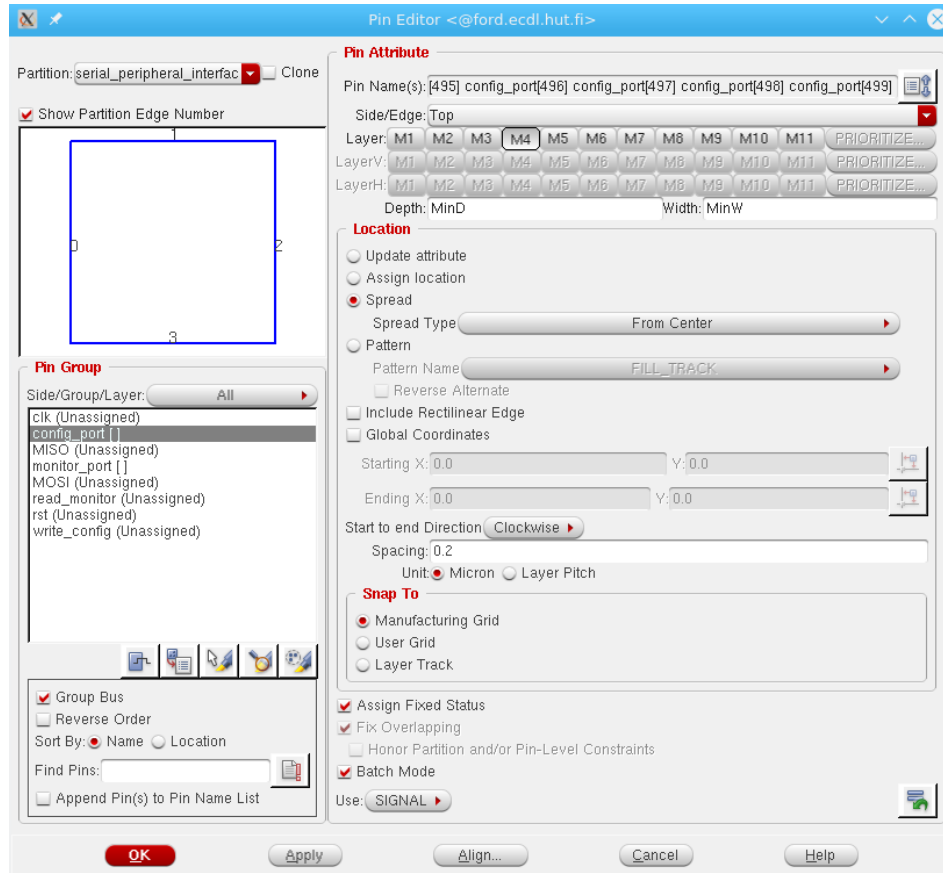 Pin Editor <@ford.ecdl.hut.fi>
Partition: serial_peripheral_interfac Clone
Show Partition Edge Number
1
0
2
3
Pin Group
Side/Group/Layer: All
clk (Unassigned)
config_port [ ]
MISO (Unassigned)
monitor_port [ ]
MOSI (Unassigned)
read_monitor (Unassigned)
rst (Unassigned)
write_config (Unassigned)
Group Bus
Reverse Order
Sort By: Name Location
Find Pins:
Append Pin(s) to Pin Name List
Pin Attribute
Pin Name(s): [495] config_port[496] config_port[497] config_port[498] config_port[499]
Side/Edge: Top
Layer: M1 M2 M3 M4 M5 M6 M7 M8 M9 M10 M11 PRIORITIZE...
LayerV: M1 M2 M3 M4 M5 M6 M7 M8 M9 M10 M11 PRIORITIZE...
LayerH: M1 M2 M3 M4 M5 M6 M7 M8 M9 M10 M11 PRIORITIZE...
Depth: MinD Width: MinW
Location
Update attribute
Assign location
Spread
Spread Type From Center
Pattern
Pattern Name FILL_TRACK
Reverse Alternate
Include Rectilinear Edge
Global Coordinates
Starting X: 0.0 Y: 0.0
Ending X: 0.0 Y: 0.0
Start to end Direction Clockwise
Spacing: 0.2
Unit: Micron Layer Pitch
Snap To
Manufacturing Grid
User Grid
Layer Track
Assign Fixed Status
Fix Overlapping
Honor Partition and/or Pin-Level Constraints
Batch Mode
Use: SIGNAL
OK Apply Align... Cancel Help